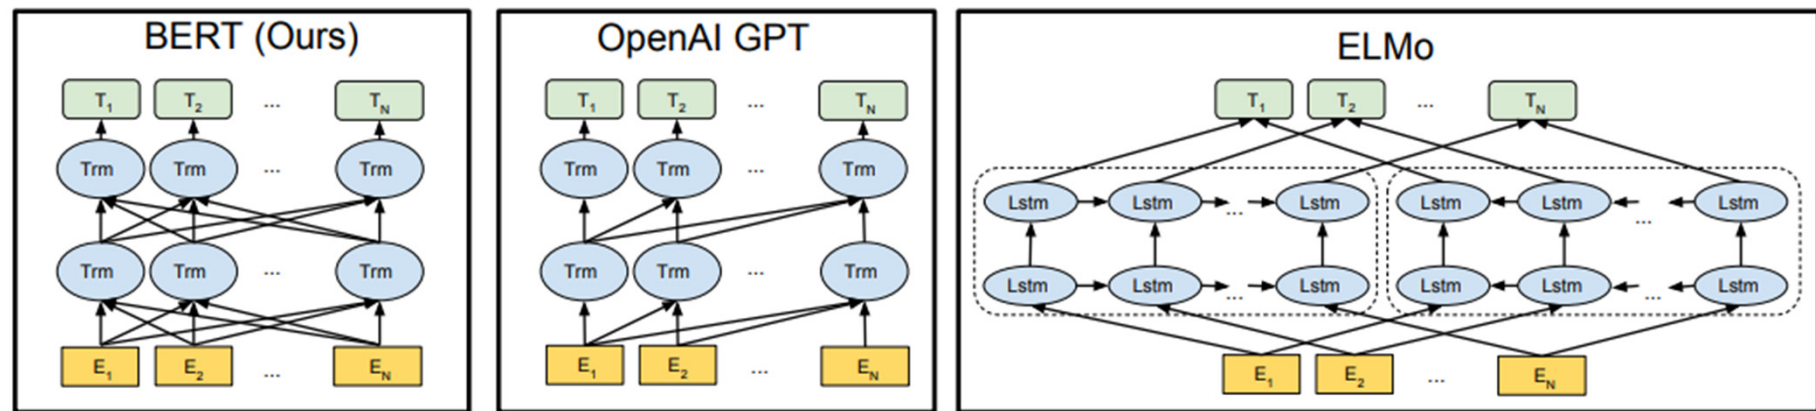 BERT (Ours)
T1 T2 ... TN
Trm Trm ... Trm
Trm Trm ... Trm
E1 E2 ... EN
OpenAI GPT
T1 T2 ... TN
Trm Trm ... Trm
Trm Trm ... Trm
E1 E2 ... EN
ELMo
T1 T2 ... TN
Lstm Lstm ... Lstm Lstm Lstm ... Lstm
Lstm Lstm ... Lstm Lstm Lstm ... Lstm
E1 E2 ... EN